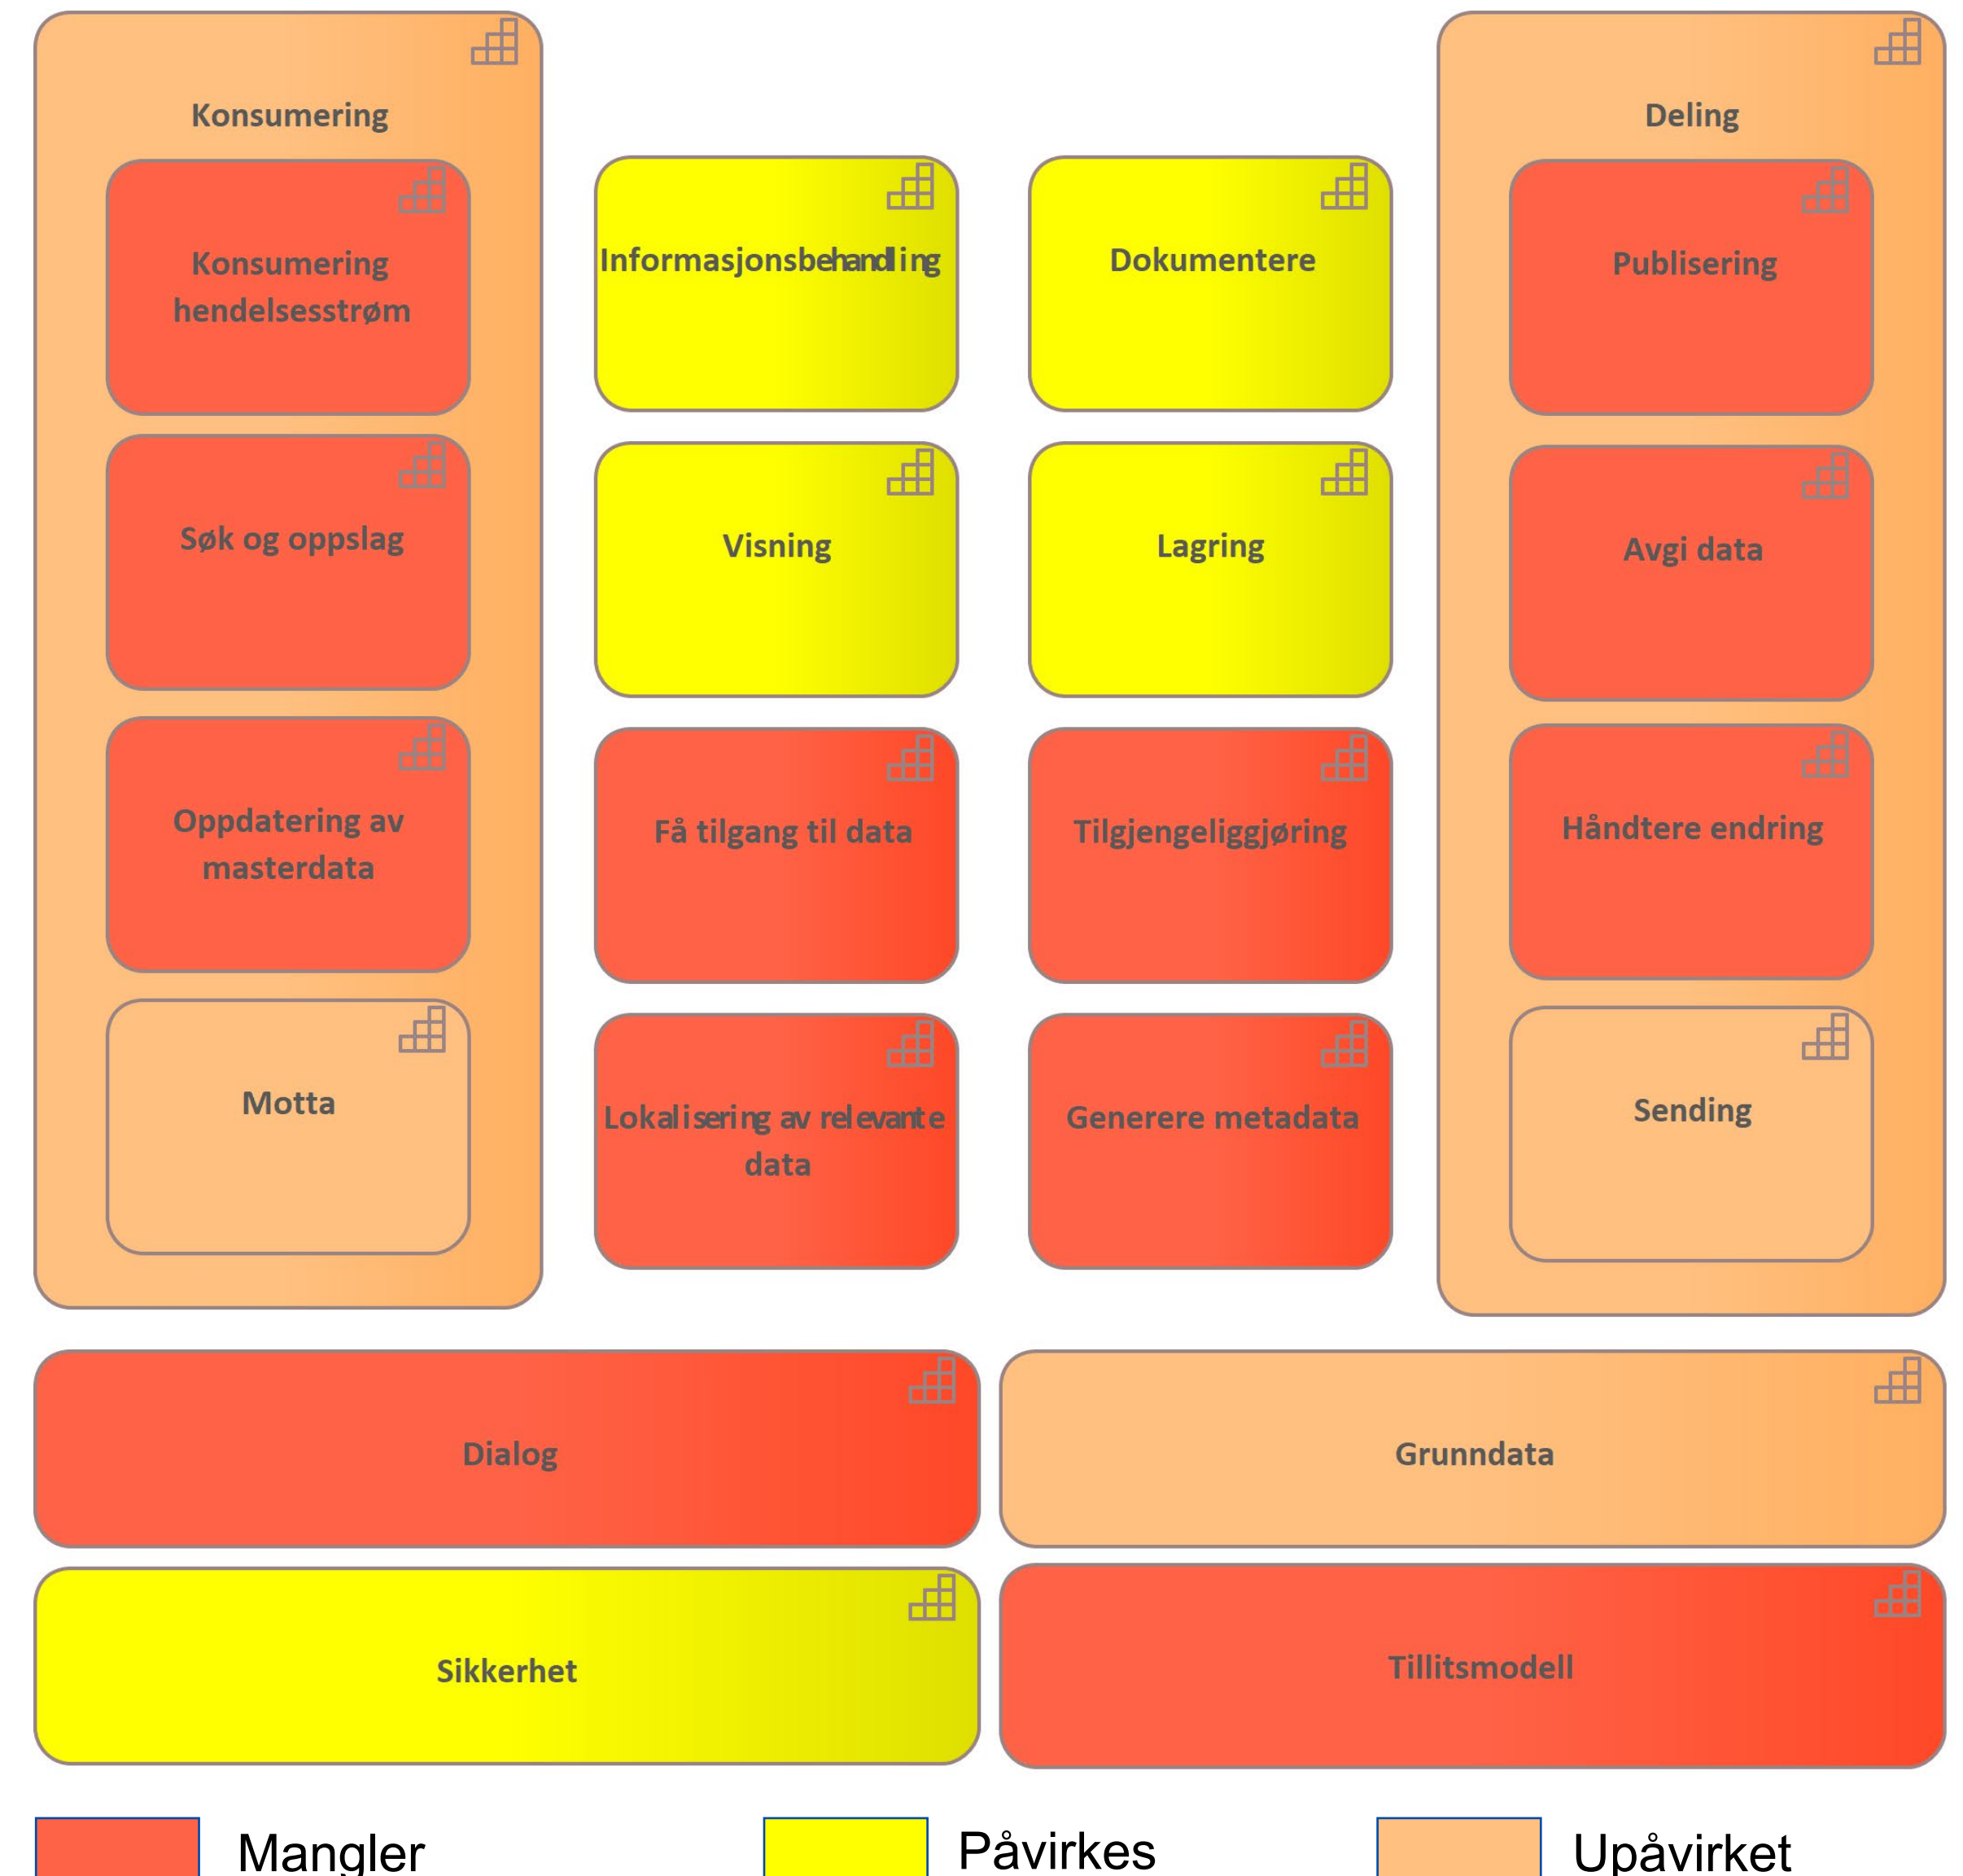 Konsumering
Konsumering
hendelsesstrøm
Søk og oppslag
Oppdatering av
masterdata
Motta
Informasjonsbehandling
Dokumentere
Visning
Lagring
Få tilgang til data
Tilgjengeliggjøring
Lokalisering av relevante
data
Generere metadata
Deling
Publisering
Avgi data
Håndtere endring
Sending
Dialog
Grunndata
Sikkerhet
Tillitsmodell
Mangler
Påvirkes
Upåvirket